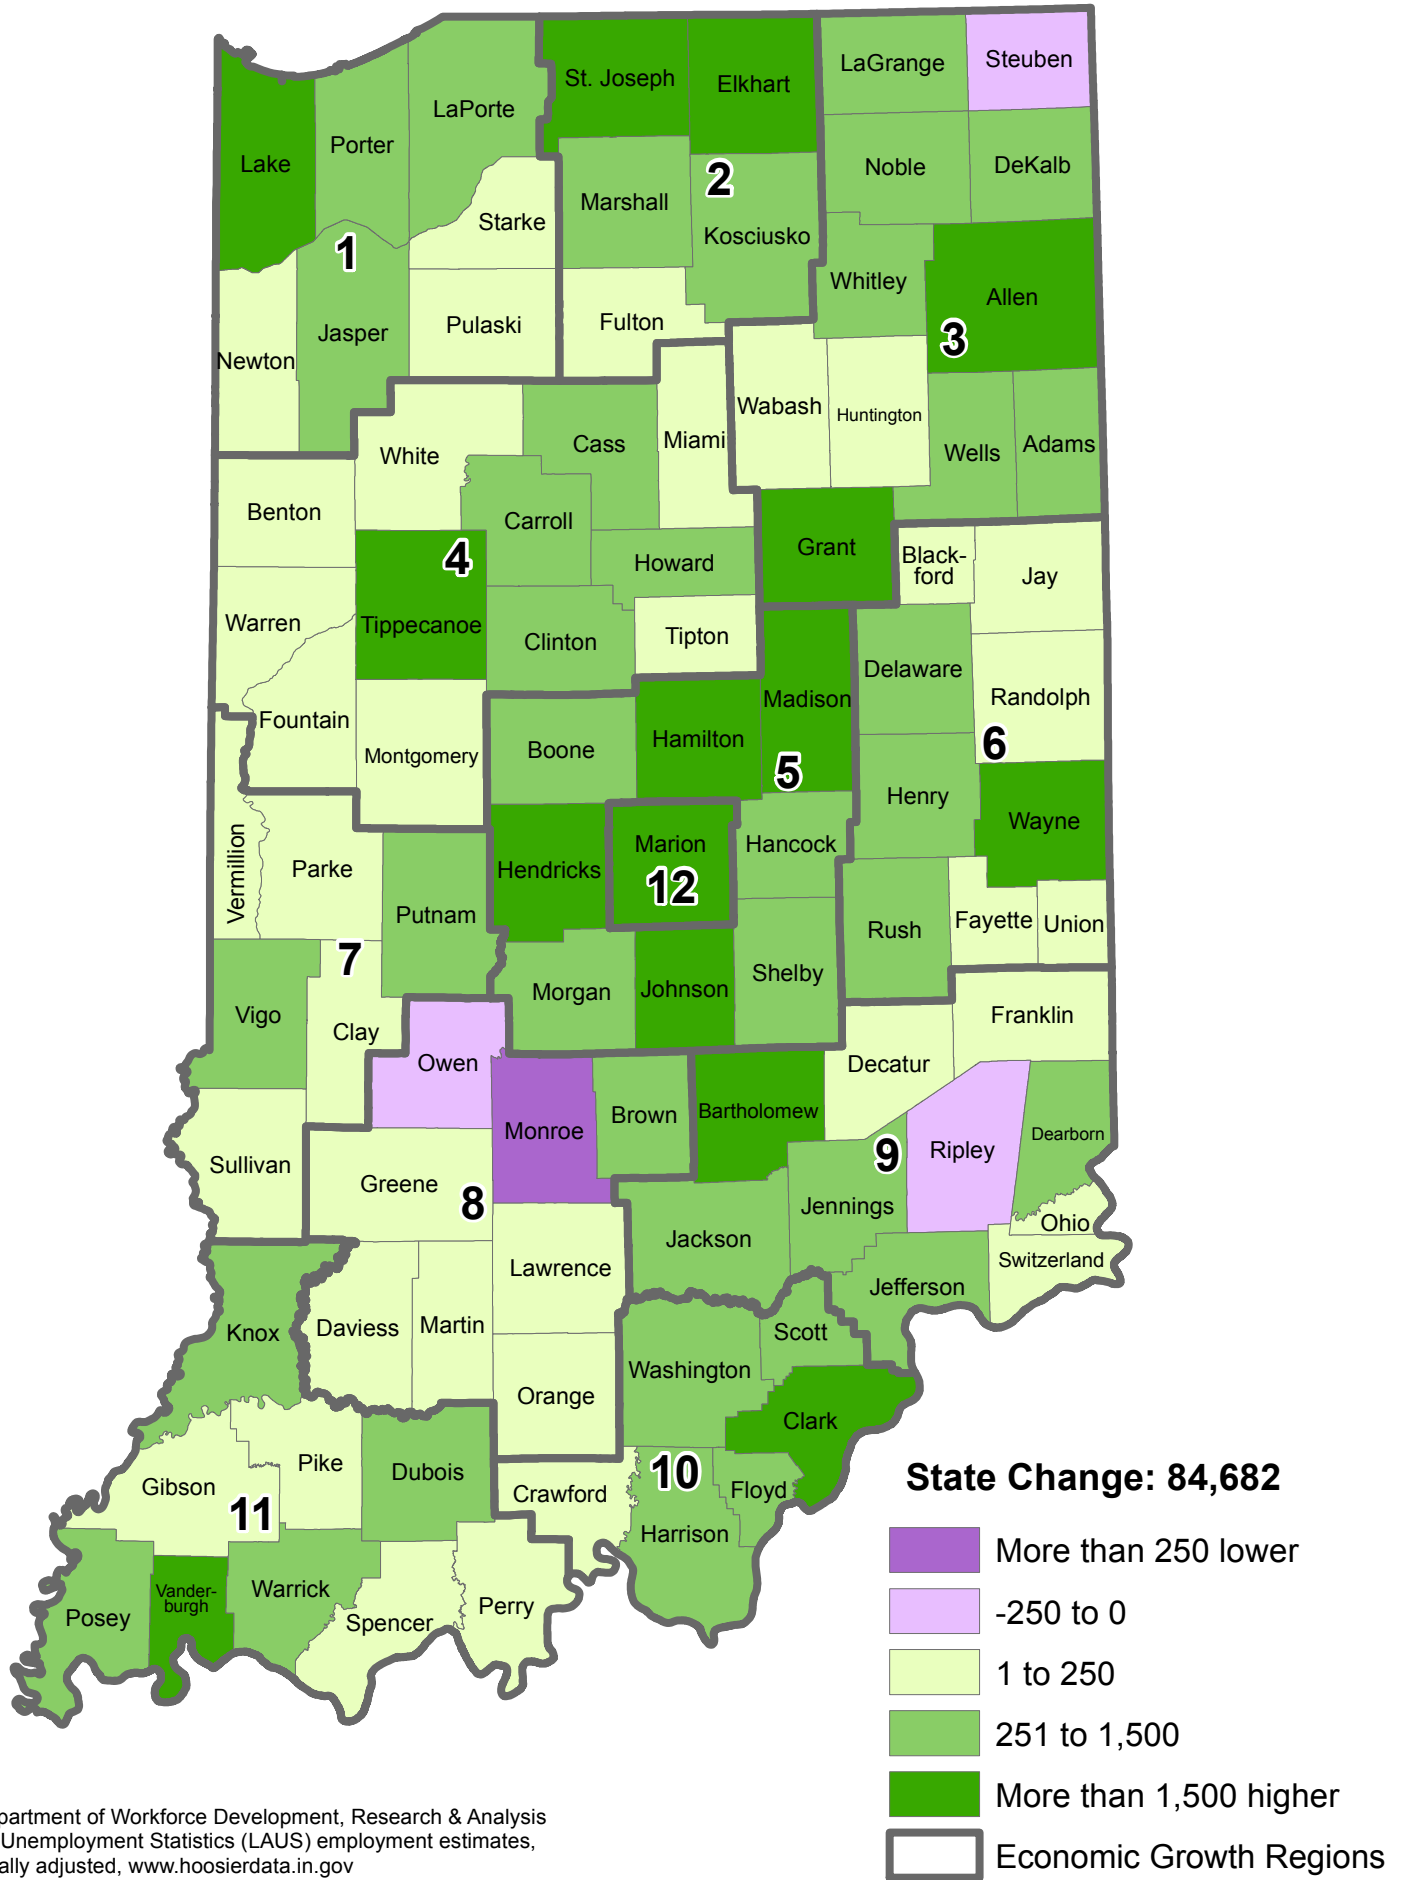 St. Joseph
Elkhart
LaGrange
Steuben
LaPorte
Porter
Lake
Noble
DeKalb
2
Marshall
Starke
Kosciusko
1
Whitley
Allen
Jasper
Pulaski
Fulton
3
Newton
Wabash
Huntington
White
Cass
Miami
Wells
Adams
Benton
Carroll
Grant
4
Howard
Black-
ford
Jay
Warren
Tippecanoe
Clinton
Tipton
Delaware
Randolph
Madison
Fountain
Hamilton
6
Montgomery
Boone
5
Henry
Wayne
Marion
Hancock
Vermillion
Parke
Hendricks
12
Putnam
Rush
Fayette
Union
7
Shelby
Morgan
Johnson
Vigo
Clay
Franklin
Owen
Decatur
Brown
Bartholomew
Monroe
Dearborn
9
Ripley
Sullivan
Greene
8
Jennings
Ohio
Jackson
Lawrence
Switzerland
Jefferson
Knox
Daviess
Martin
Scott
Washington
Orange
Clark
Pike
Dubois
10
Gibson
Crawford
Floyd
11
Harrison
Warrick
Vander-
burgh
Posey
Spencer
Perry
State Change: 84,682
More than 250 lower
-250 to 0
1 to 250
251 to 1,500
More than 1,500 higher
Economic Growth Regions
partment of Workforce Development, Research & Analysis
Unemployment Statistics (LAUS) employment estimates,
ally adjusted, www.hoosierdata.in.gov